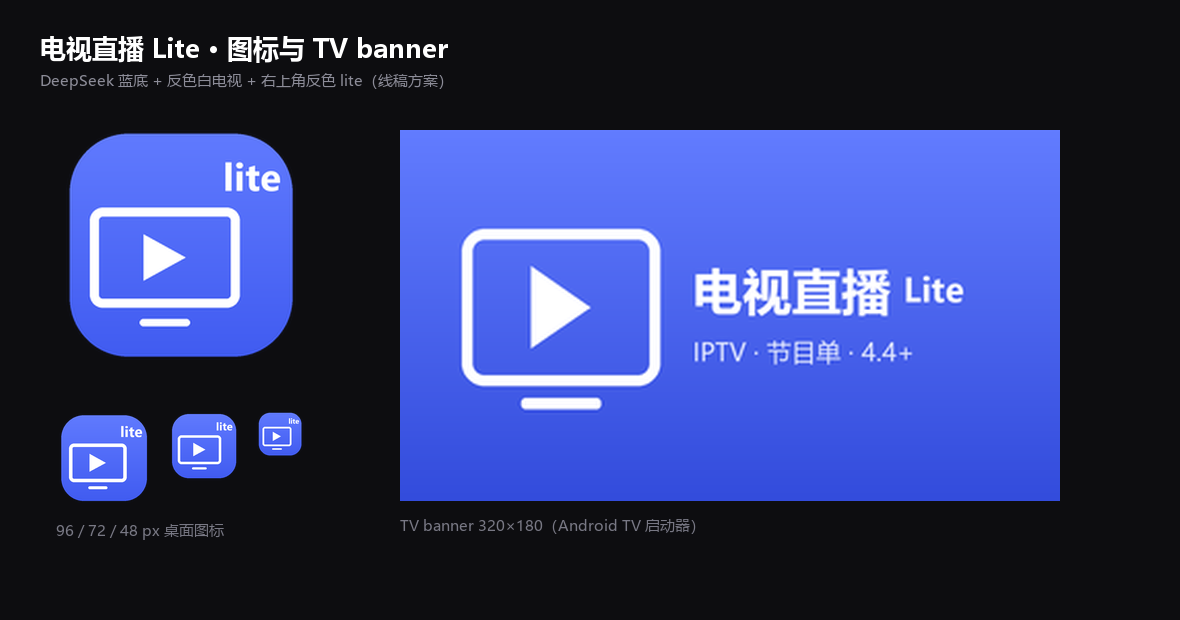 电视直播 Lite · 图标与 TV banner
DeepSeek 蓝底 + 反色白电视 + 右上角反色 lite（线稿方案）
lite
电视直播 Lite
IPTV · 节目单 · 4.4+
lite
lite
lite
96 / 72 / 48 px 桌面图标
TV banner 320×180（Android TV 启动器）